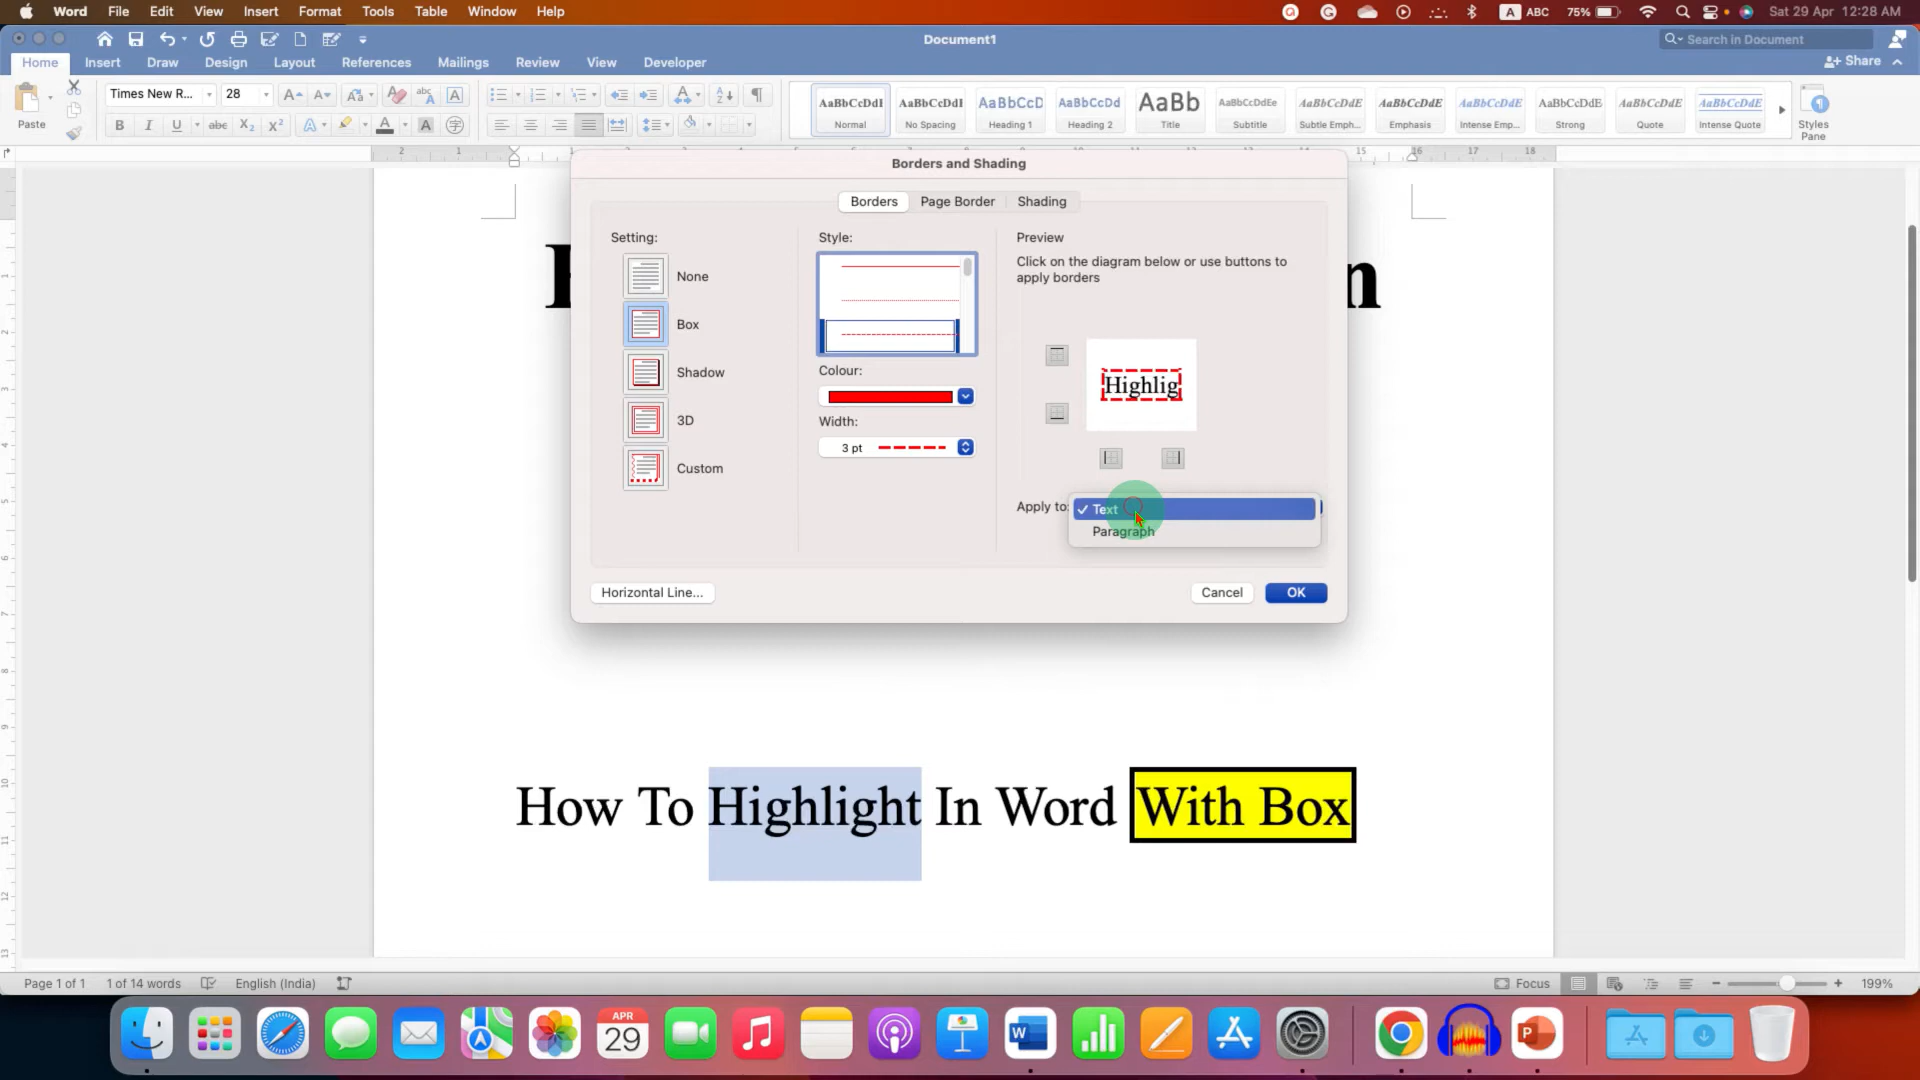 Word File Edit View Insert Format Tools Table Window Help A ABC 75% Sat 29 Apr 12:28 AM
Document1
Search in Document
Home Insert Draw Design Layout References Mailings Review View Developer Share
Paste
Times New R... 28
AaBbCcDdI AaBbCcDdI AaBbCcD AaBbCcDd AaBb AaBbCcDdEe AaBbCcDdE AaBbCcDdE AaBbCcDdE AaBbCcDdE AaBbCcDdE AaBbCcDdE
Normal No Spacing Heading 1 Heading 2 Title Subtitle Subtle Emph... Emphasis Intense Emp... Strong Quote Intense Quote
Styles
Pane
Borders and Shading
Borders Page Border Shading
Setting:
None
Box
Shadow
3D
Custom
Style:
Colour:
Width:
3 pt
Preview
Click on the diagram below or use buttons to
apply borders
Highlig
Apply to:
Text
Paragraph
Horizontal Line...
Cancel OK
How To Highlight In Word With Box
Page 1 of 1 1 of 14 words English (India) Focus 199%
APR
29